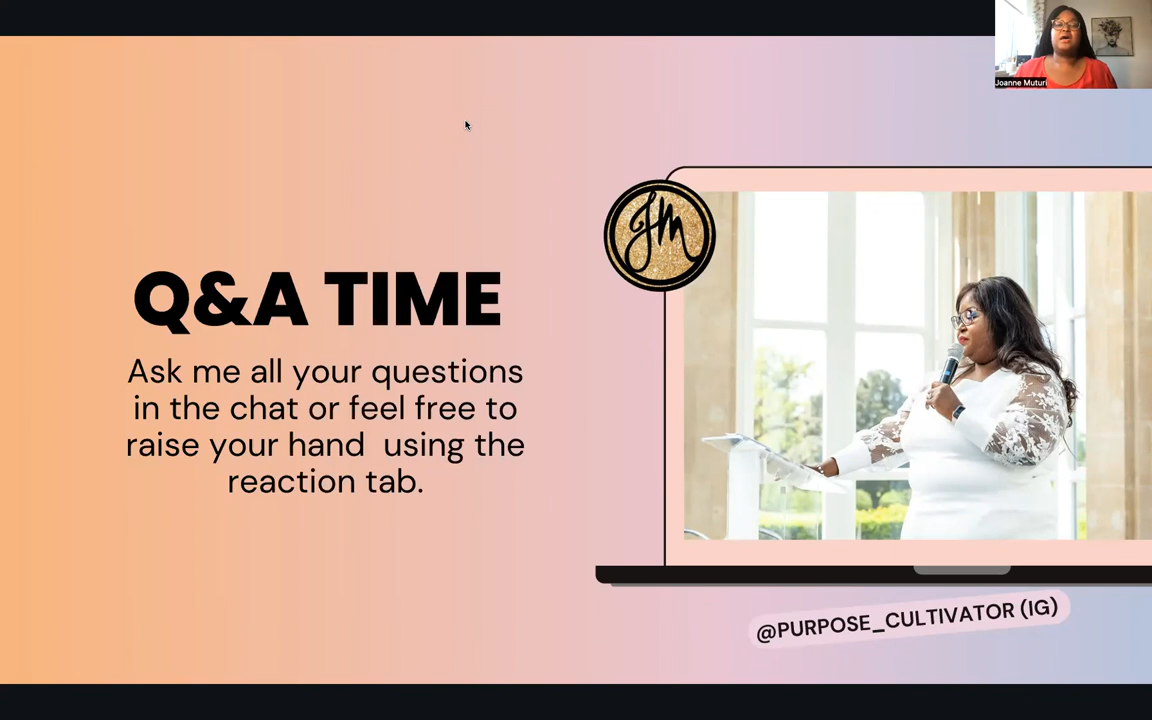 Joanne Muturi
JM
Q&A TIME
Ask me all your questions
in the chat or feel free to
raise your hand  using the
reaction tab.
@PURPOSE_CULTIVATOR (IG)